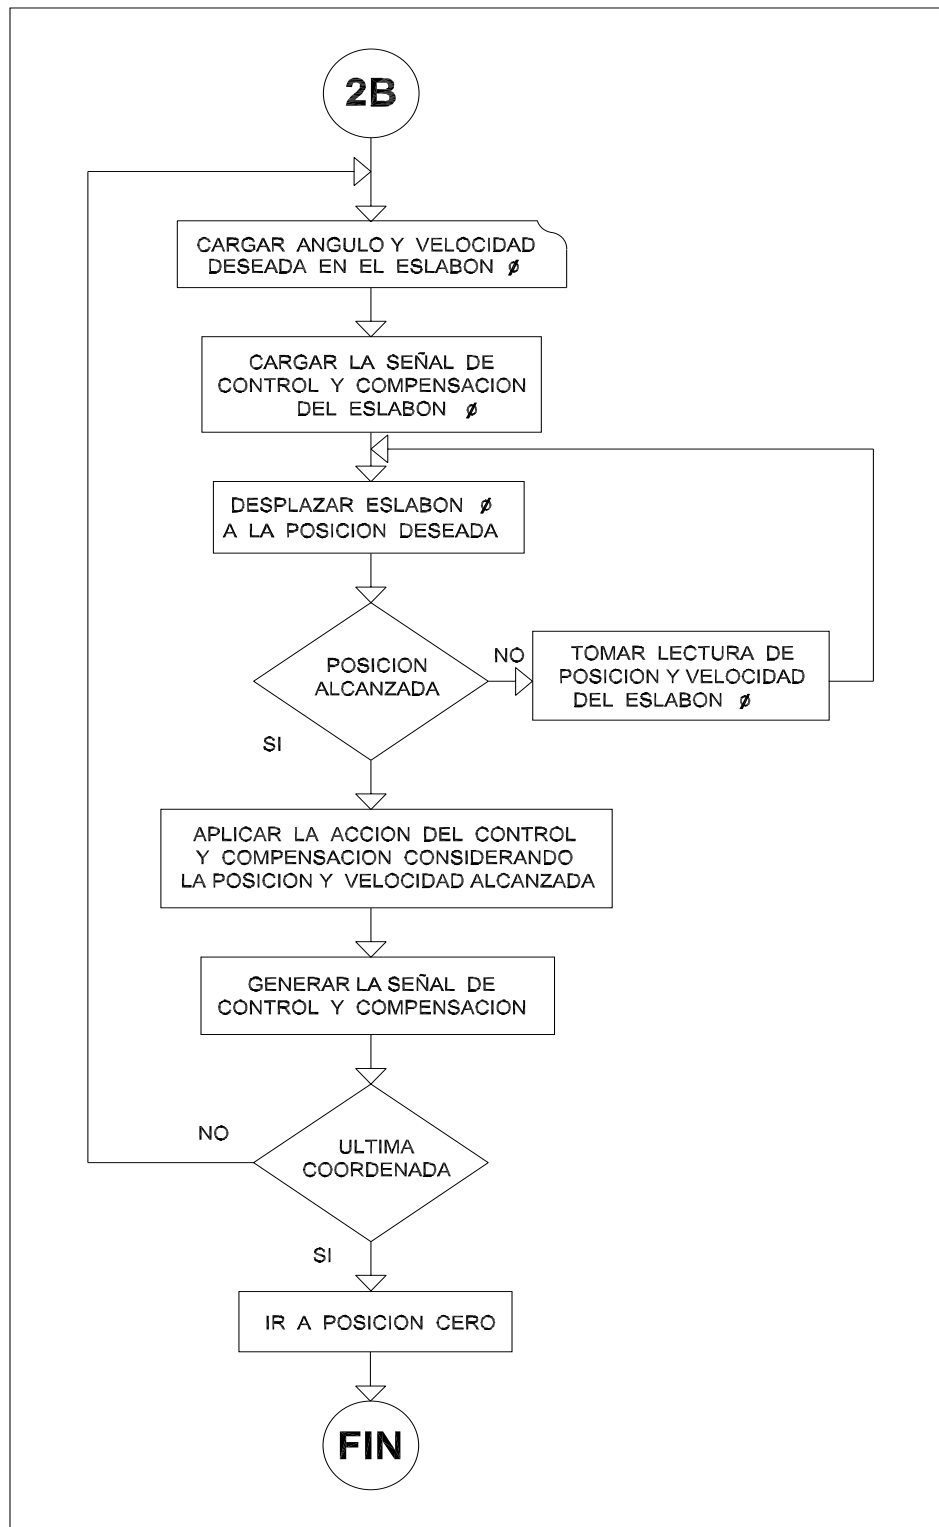 2B
CARGAR ANGULO Y VELOCIDAD
DESEADA EN EL ESLABON ø
CARGAR LA SEÑAL DE
CONTROL Y COMPENSACION
DEL ESLABON ø
DESPLAZAR ESLABON ø
A LA POSICION DESEADA
POSICION
ALCANZADA
NO
TOMAR LECTURA DE
POSICION Y VELOCIDAD
DEL ESLABON ø
SI
APLICAR LA ACCION DEL CONTROL
Y COMPENSACION CONSIDERANDO
LA POSICION Y VELOCIDAD ALCANZADA
GENERAR LA SEÑAL DE
CONTROL Y COMPENSACION
NO
ULTIMA
COORDENADA
SI
IR A POSICION CERO
FIN